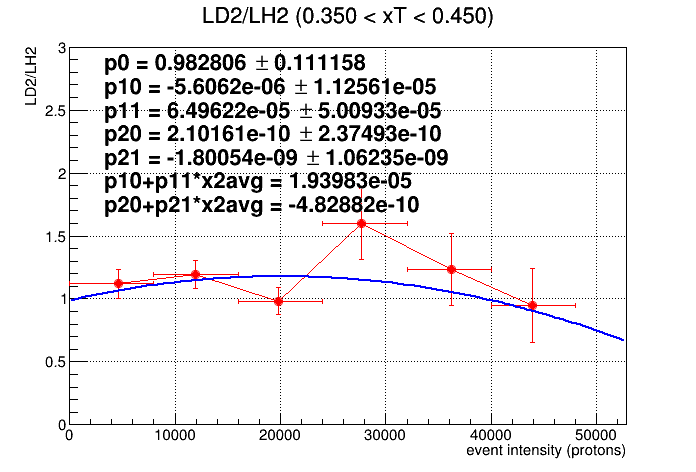 LD2/LH2 (0.350 < xT < 0.450)
LD2/LH2
p0 = 0.982806 ± 0.111158
p10 = -5.6062e-06 ± 1.12561e-05
p11 = 6.49622e-05 ± 5.00933e-05
p20 = 2.10161e-10 ± 2.37493e-10
p21 = -1.80054e-09 ± 1.06235e-09
p10+p11*x2avg = 1.93983e-05
p20+p21*x2avg = -4.82882e-10
3
2.5
2
1.5
1
0.5
0
0 10000 20000 30000 40000 50000
event intensity (protons)